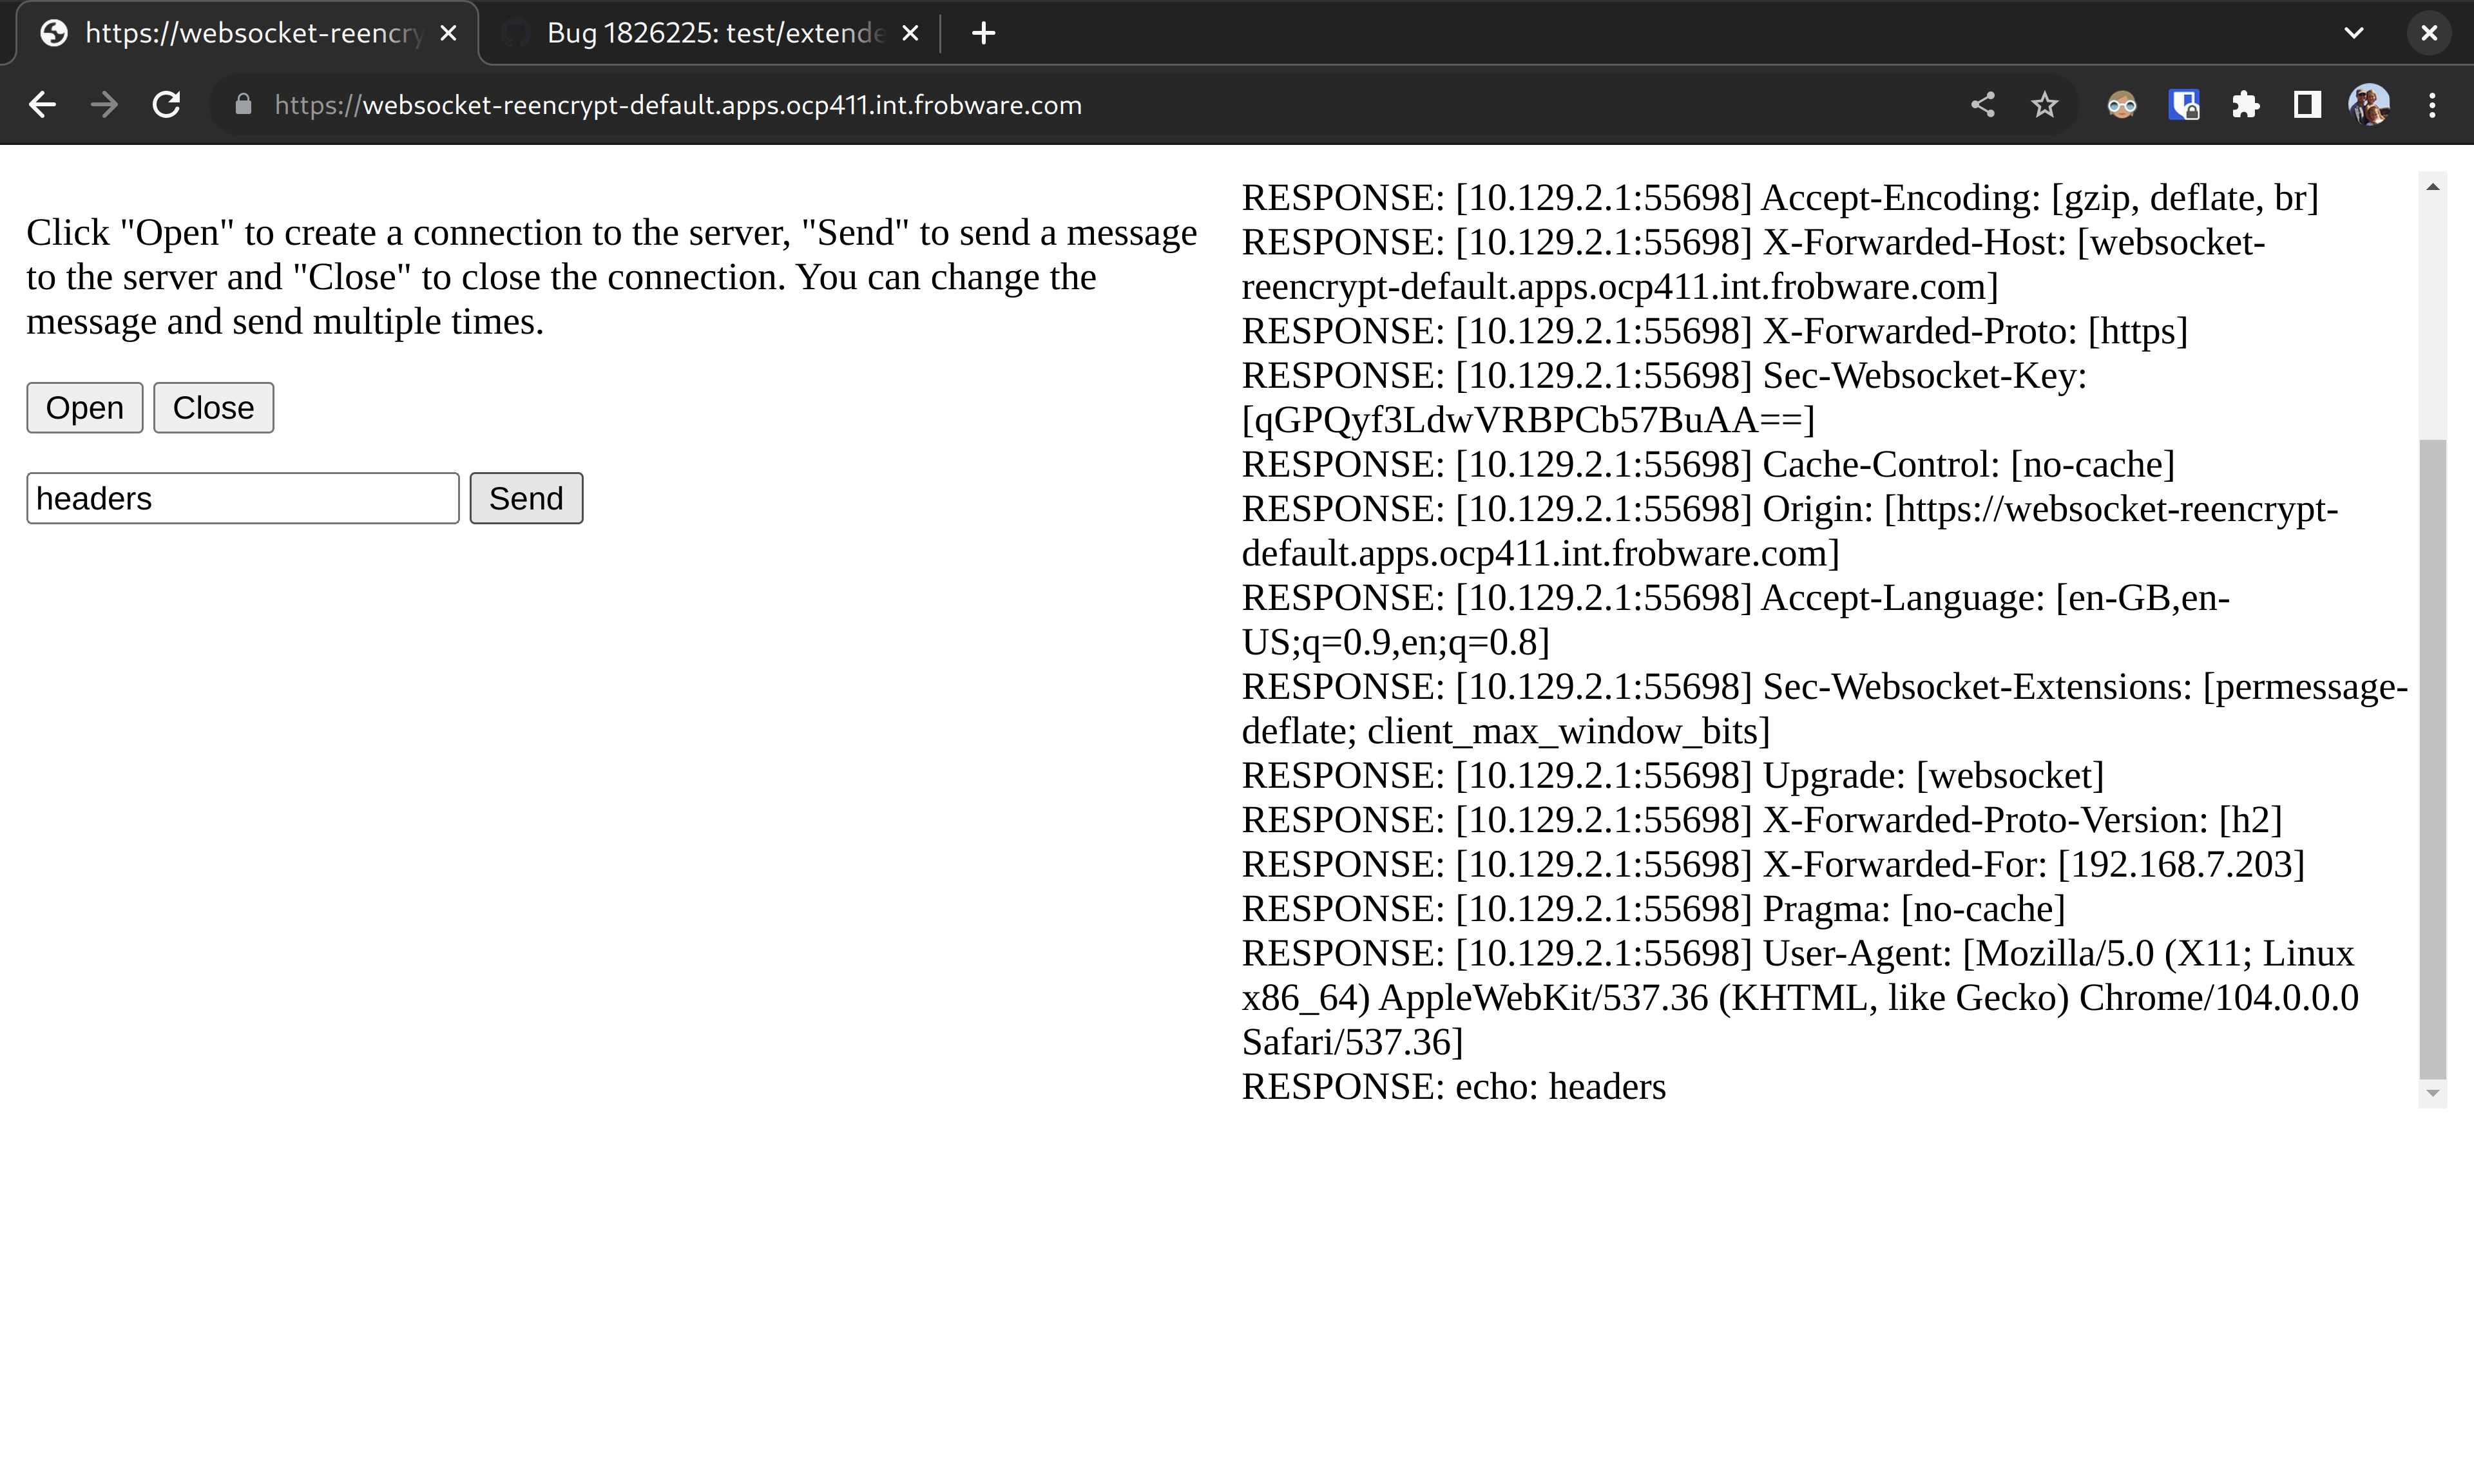 https://websocket-reencry
Bug 1826225: test/extende
https://websocket-reencrypt-default.apps.ocp411.int.frobware.com
Click "Open" to create a connection to the server, "Send" to send a message
to the server and "Close" to close the connection. You can change the
message and send multiple times.
Open Close
headers Send
RESPONSE: [10.129.2.1:55698] Accept-Encoding: [gzip, deflate, br]
RESPONSE: [10.129.2.1:55698] X-Forwarded-Host: [websocket-
reencrypt-default.apps.ocp411.int.frobware.com]
RESPONSE: [10.129.2.1:55698] X-Forwarded-Proto: [https]
RESPONSE: [10.129.2.1:55698] Sec-Websocket-Key:
[qGPQyf3LdwVRBPCb57BuAA==]
RESPONSE: [10.129.2.1:55698] Cache-Control: [no-cache]
RESPONSE: [10.129.2.1:55698] Origin: [https://websocket-reencrypt-
default.apps.ocp411.int.frobware.com]
RESPONSE: [10.129.2.1:55698] Accept-Language: [en-GB,en-
US;q=0.9,en;q=0.8]
RESPONSE: [10.129.2.1:55698] Sec-Websocket-Extensions: [permessage-
deflate; client_max_window_bits]
RESPONSE: [10.129.2.1:55698] Upgrade: [websocket]
RESPONSE: [10.129.2.1:55698] X-Forwarded-Proto-Version: [h2]
RESPONSE: [10.129.2.1:55698] X-Forwarded-For: [192.168.7.203]
RESPONSE: [10.129.2.1:55698] Pragma: [no-cache]
RESPONSE: [10.129.2.1:55698] User-Agent: [Mozilla/5.0 (X11; Linux
x86_64) AppleWebKit/537.36 (KHTML, like Gecko) Chrome/104.0.0.0
Safari/537.36]
RESPONSE: echo: headers